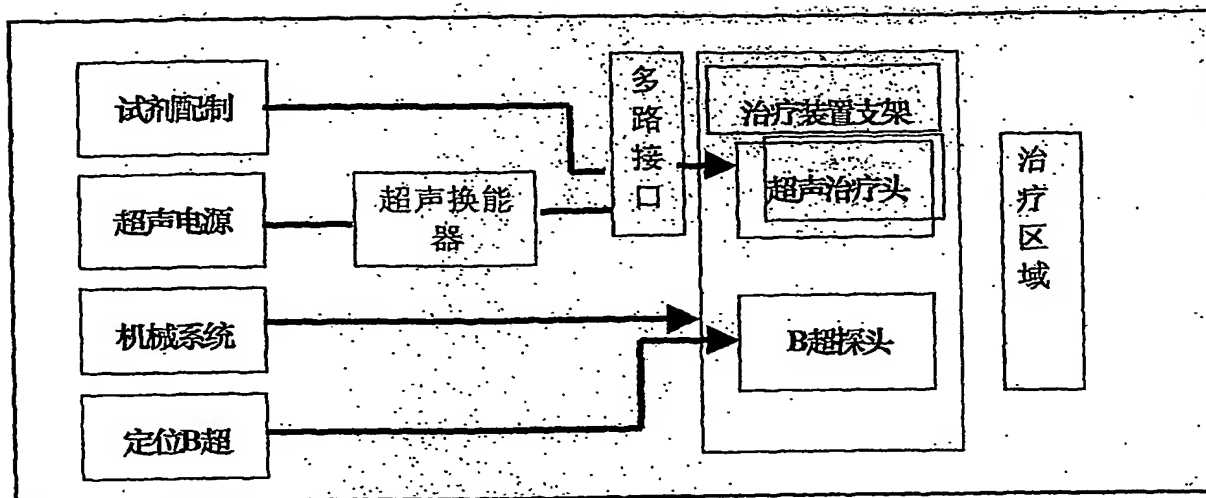 试剂配制
超声电源
机械系统
定位B超
超声换能
器
多
路
接
口
治疗装置支架
超声治疗头
B超探头
治
疗
区
域